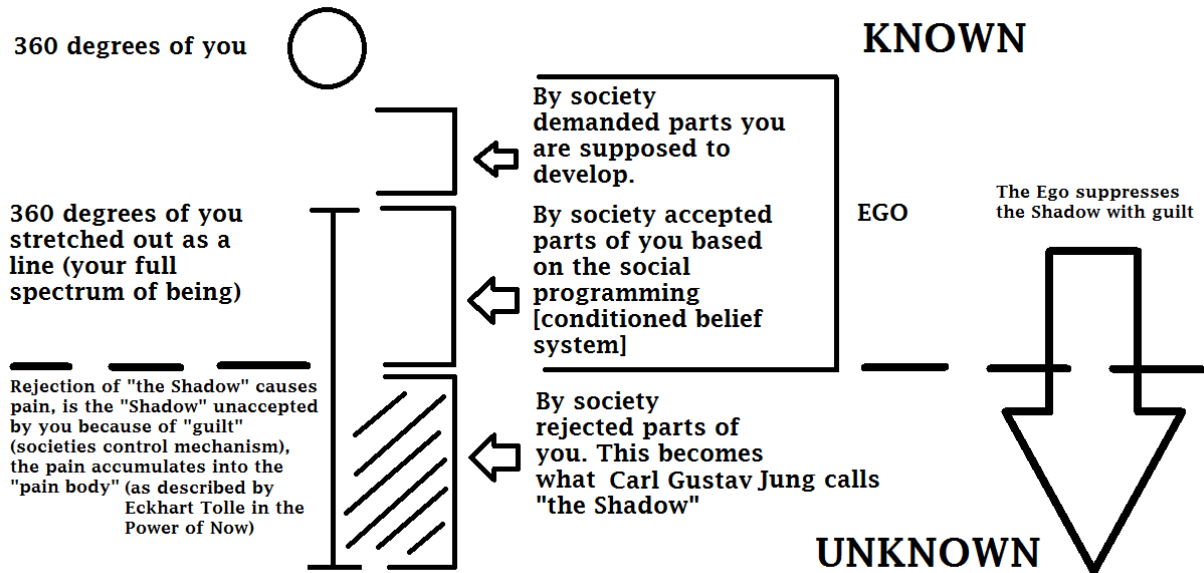 360 degrees of you
KNOWN
By society
demanded parts you
are supposed to
develop.
360 degrees of you
stretched out as a
line (your full
spectrum of being)
By society accepted
parts of you based
on the social
programming
[conditioned belief
system]
EGO
The Ego suppresses
the Shadow with guilt
Rejection of "the Shadow" causes
pain, is the "Shadow" unaccepted
by you because of "guilt"
(societies control mechanism),
the pain accumulates into the
"pain body" (as described by
Eckhart Tolle in the
Power of Now)
By society
rejected parts of
you. This becomes
what Carl Gustav Jung calls
"the Shadow"
UNKNOWN